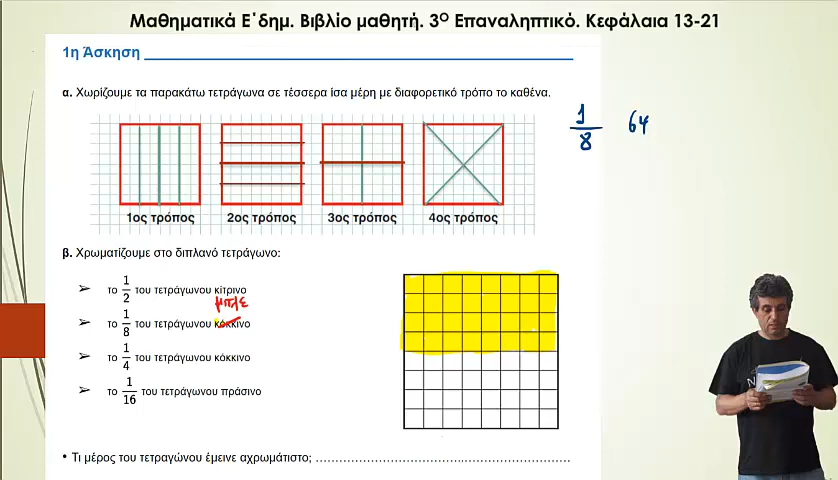 Μαθηματικά Ε΄δημ. Βιβλίο μαθητή. 3ο Επαναληπτικό. Κεφάλαια 13-21
1η Άσκηση
α. Χωρίζουμε τα παρακάτω τετράγωνα σε τέσσερα ίσα μέρη με διαφορετικό τρόπο το καθένα.
1/8 64
1ος τρόπος 2ος τρόπος 3ος τρόπος 4ος τρόπος
β. Χρωματίζουμε στο διπλανό τετράγωνο:
➢ το 1/2 του τετράγωνου κίτρινο
μπλε
➢ το 1/8 του τετράγωνου κόκκινο
➢ το 1/4 του τετράγωνου κόκκινο
➢ το 1/16 του τετράγωνου πράσινο
• Τι μέρος του τετραγώνου έμεινε αχρωμάτιστο; ……………………………………………………